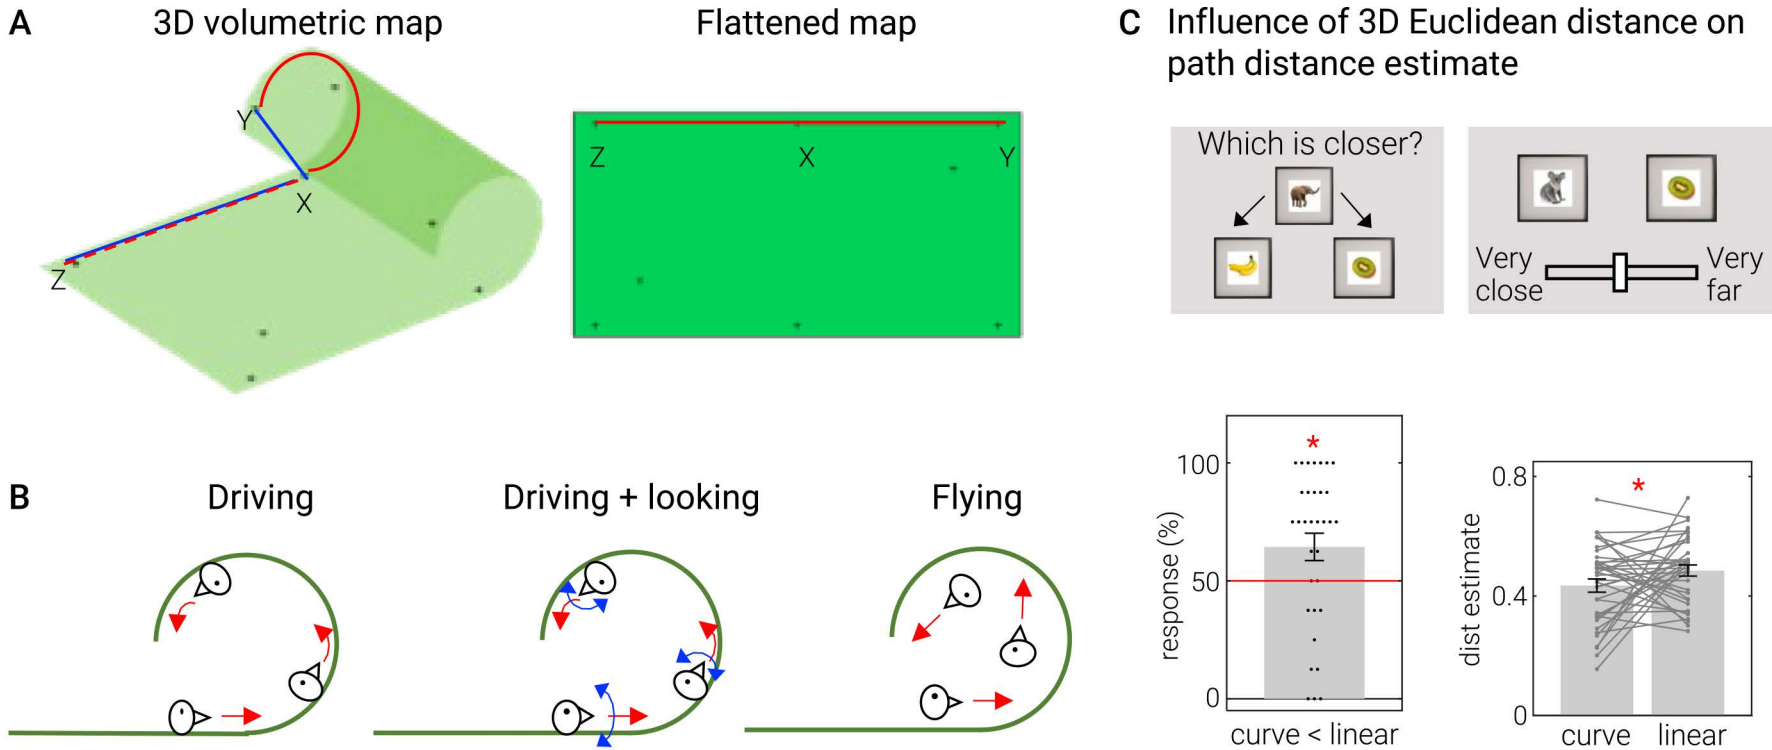 A
3D volumetric map
Flattened map
Y
X
Z
Z
X
Y
B
Driving
Driving + looking
Flying
C
Influence of 3D Euclidean distance on
path distance estimate
Which is closer?
Very
close
Very
far
response (%)
100
50
0
*
curve < linear
dist estimate
0.8
0.4
0
*
curve
linear